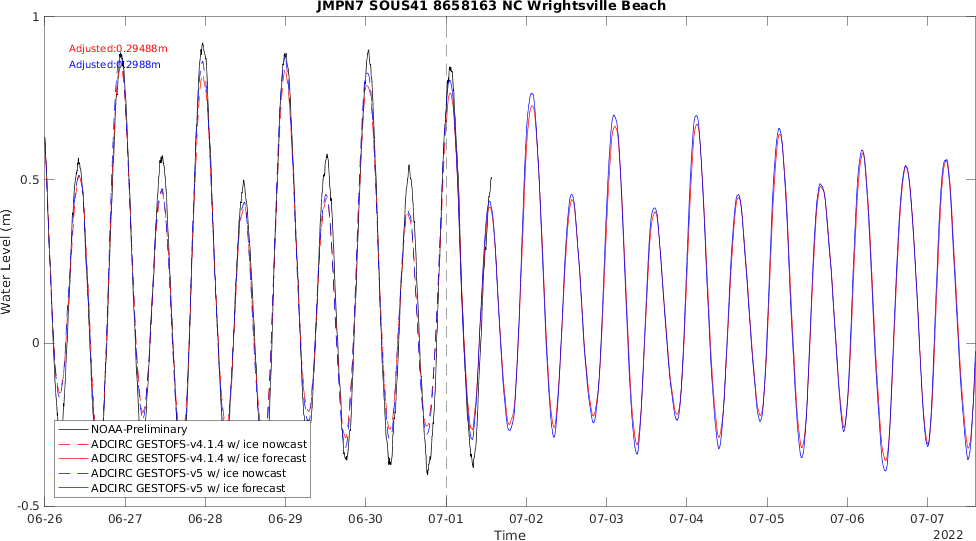 JMPN7 SOUS41 8658163 NC Wrightsville Beach
1
Adjusted:0.29488m
Adjusted:0.2988m
0.5
Water Level (m)
0
NOAA-Preliminary
ADCIRC GESTOFS-v4.1.4 w/ ice nowcast
ADCIRC GESTOFS-v4.1.4 w/ ice forecast
ADCIRC GESTOFS-v5 w/ ice nowcast
ADCIRC GESTOFS-v5 w/ ice forecast
-0.5
06-26 06-27 06-28 06-29 06-30 07-01 07-02 07-03 07-04 07-05 07-06 07-07
Time
2022